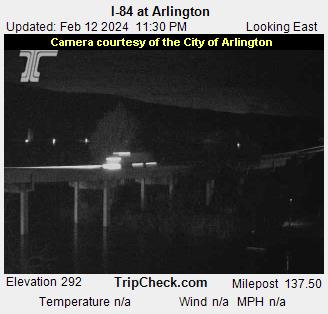 I-84 at Arlington
Updated: Feb 12 2024 11:30 PM Looking East
Camera courtesy of the City of Arlington
Elevation 292 TripCheck.com Milepost 137.50
Temperature n/a Wind n/a MPH n/a